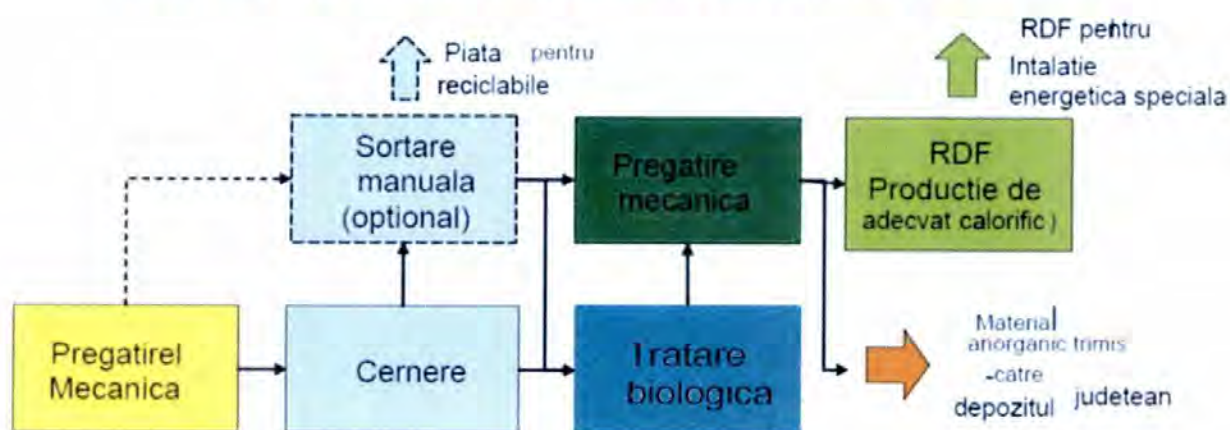 Piata pentru
reciclabile
RDF pentru
Intalatie
energetica speciala
Sortare
manuala
(optional)
Pregatire
mecanica
RDF
Productie de
adecvat calorific)
Pregatirel
Mecanica
Cernere
Tratare
biologica
Material
anorganic trimis
-catre
depozitul judetean